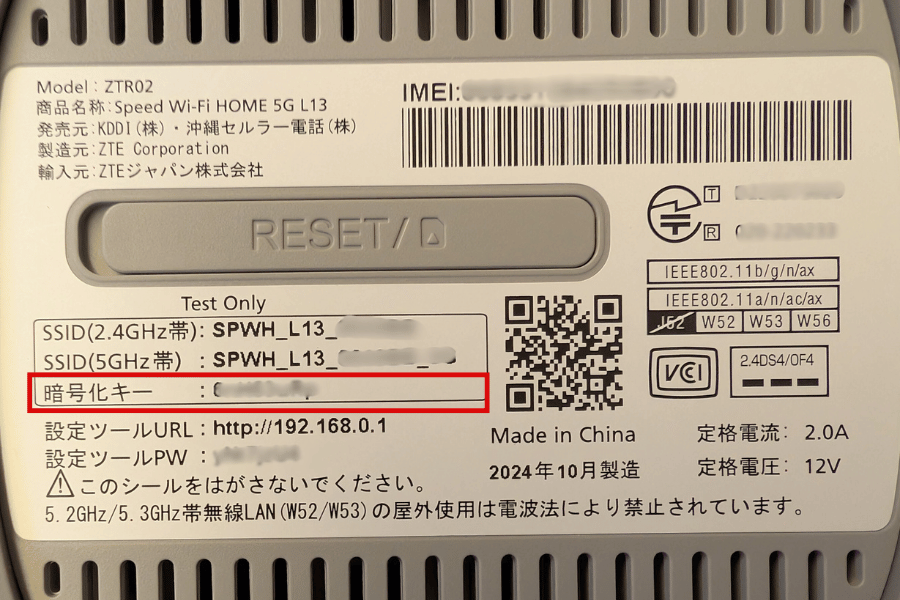 Model : ZTR02
商品名称:Speed Wi-Fi HOME 5G L13
発売元:KDDI(株)・沖縄セルラー電話(株)
製造元:ZTE Corporation
輸入元:ZTEジャパン株式会社
IMEI:
RESET/
T
R
IEEE802.11b/g/n/ax
IEEE802.11a/n/ac/ax
J52 W52 W53 W56
Test Only
SSID(2.4GHz帯): SPWH_L13_
SSID(5GHz帯) : SPWH_L13_
暗号化キー :
設定ツールURL : http://192.168.0.1
設定ツールPW :
VCCI
2.4DS4/OF4
Made in China
2024年10月製造
定格電流: 2.0A
定格電圧: 12V
このシールをはがさないでください。
5.2GHz/5.3GHz帯無線LAN(W52/W53)の屋外使用は電波法により禁止されています。